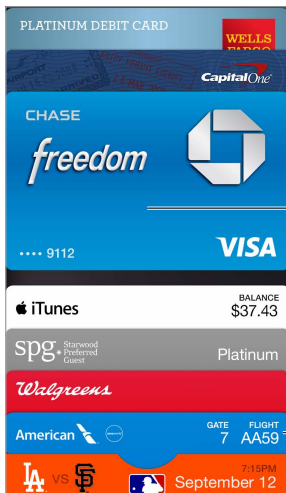 PLATINUM DEBIT CARD
WELLS
FARGO
Capital One
CHASE
freedom
•••• 9112
VISA
iTunes
BALANCE
$37.43
spg. Starwood
Preferred
Guest
Platinum
Walgreens
American
GATE
7
FLIGHT
AA59
LA VS SF
7:15PM
September 12